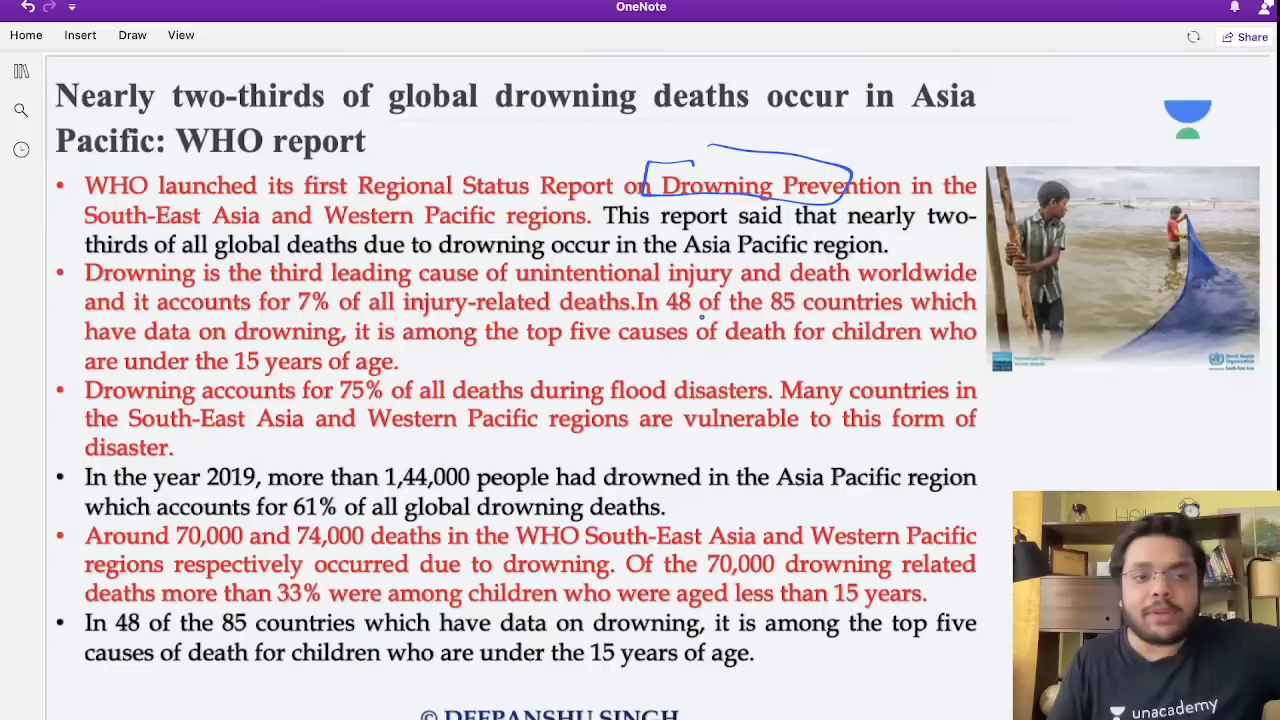 OneNote
Home Insert Draw View
Share
Nearly two-thirds of global drowning deaths occur in Asia
Pacific: WHO report
• WHO launched its first Regional Status Report on Drowning Prevention in the
South-East Asia and Western Pacific regions. This report said that nearly two-
thirds of all global deaths due to drowning occur in the Asia Pacific region.
• Drowning is the third leading cause of unintentional injury and death worldwide
and it accounts for 7% of all injury-related deaths.In 48 of the 85 countries which
have data on drowning, it is among the top five causes of death for children who
are under the 15 years of age.
• Drowning accounts for 75% of all deaths during flood disasters. Many countries in
the South-East Asia and Western Pacific regions are vulnerable to this form of
disaster.
• In the year 2019, more than 1,44,000 people had drowned in the Asia Pacific region
which accounts for 61% of all global drowning deaths.
• Around 70,000 and 74,000 deaths in the WHO South-East Asia and Western Pacific
regions respectively occurred due to drowning. Of the 70,000 drowning related
deaths more than 33% were among children who were aged less than 15 years.
• In 48 of the 85 countries which have data on drowning, it is among the top five
causes of death for children who are under the 15 years of age.
© DEEPANSHU SINGH
unacademy